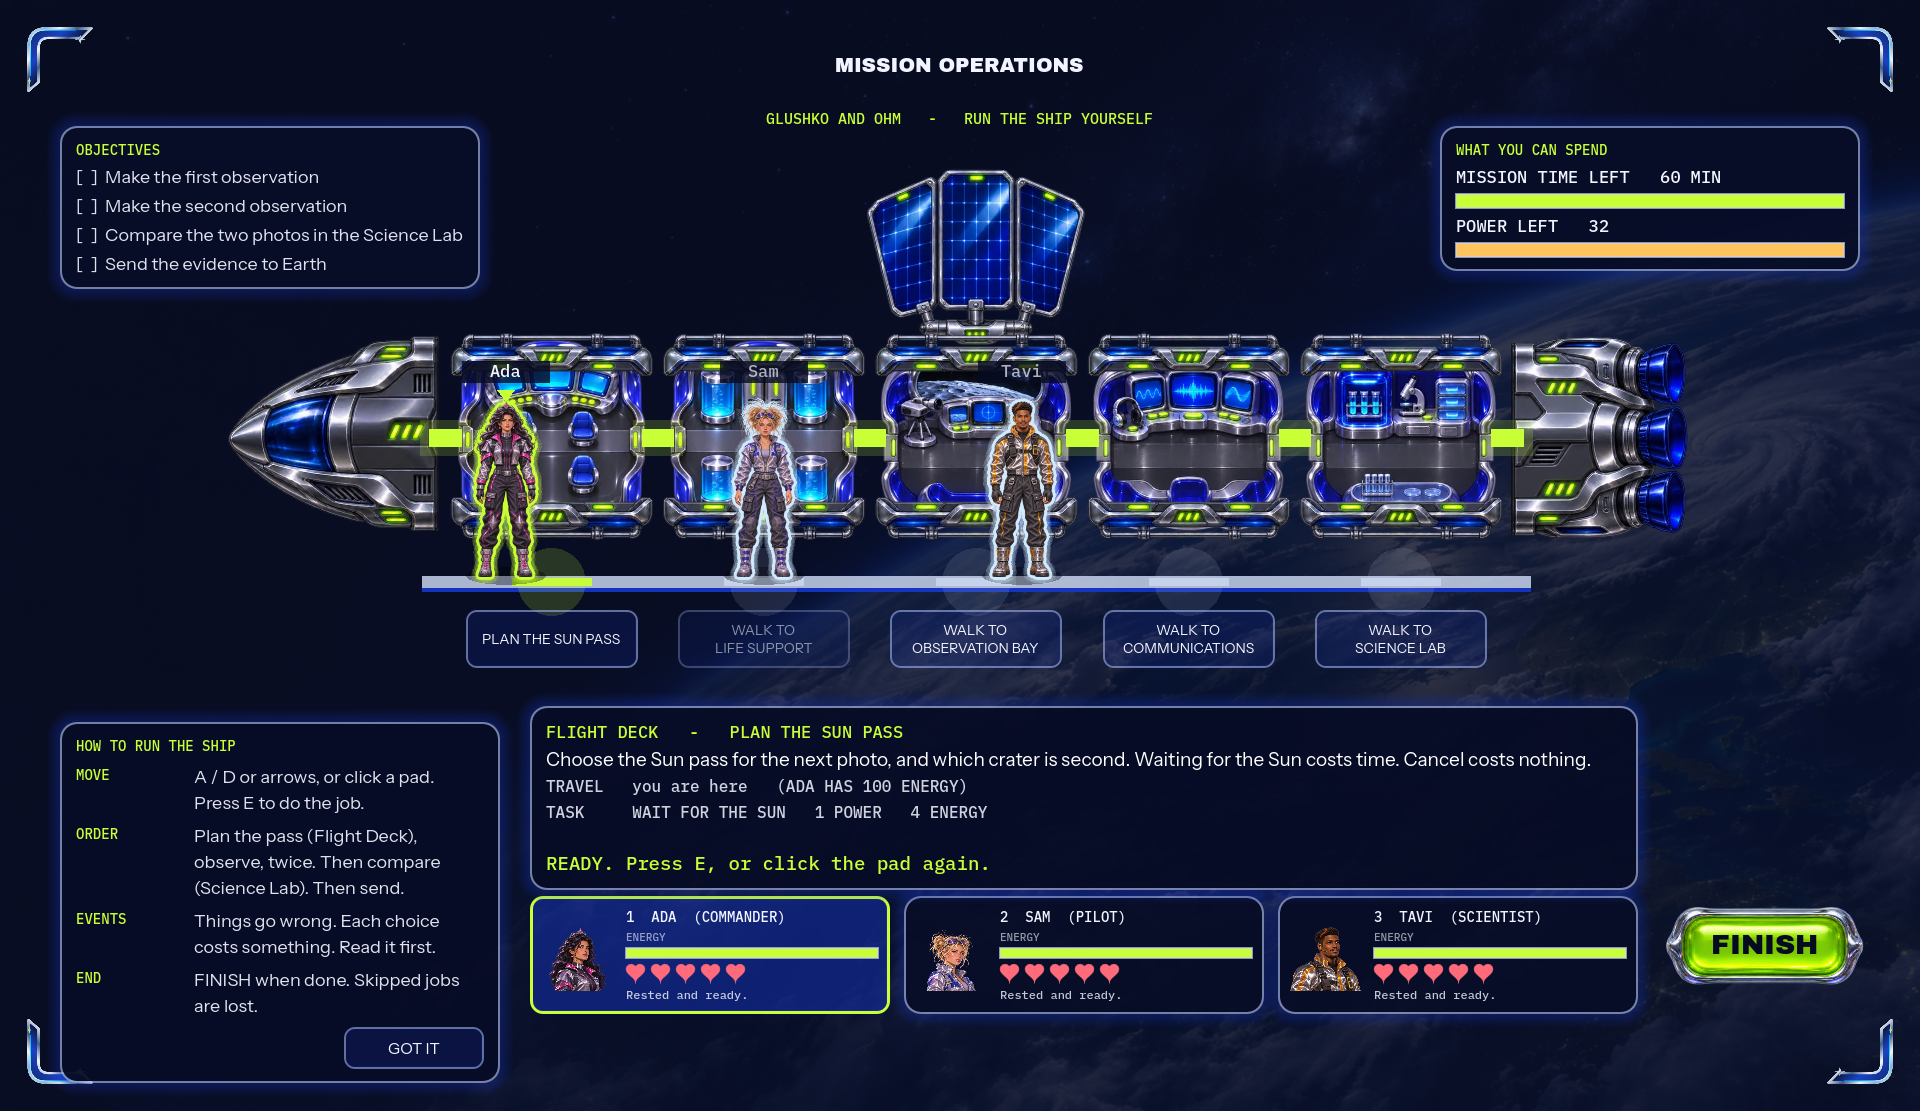 MISSION OPERATIONS
GLUSHKO AND OHM - RUN THE SHIP YOURSELF
OBJECTIVES
[ ] Make the first observation
[ ] Make the second observation
[ ] Compare the two photos in the Science Lab
[ ] Send the evidence to Earth
WHAT YOU CAN SPEND
MISSION TIME LEFT 60 MIN
POWER LEFT 32
Ada
Sam
Tavi
PLAN THE SUN PASS
WALK TO
LIFE SUPPORT
WALK TO
OBSERVATION BAY
WALK TO
COMMUNICATIONS
WALK TO
SCIENCE LAB
HOW TO RUN THE SHIP
MOVE A / D or arrows, or click a pad.
Press E to do the job.
ORDER Plan the pass (Flight Deck),
observe, twice. Then compare
(Science Lab). Then send.
EVENTS Things go wrong. Each choice
costs something. Read it first.
END FINISH when done. Skipped jobs
are lost.
GOT IT
FLIGHT DECK - PLAN THE SUN PASS
Choose the Sun pass for the next photo, and which crater is second. Waiting for the Sun costs time. Cancel costs nothing.
TRAVEL you are here (ADA HAS 100 ENERGY)
TASK WAIT FOR THE SUN 1 POWER 4 ENERGY
READY. Press E, or click the pad again.
1 ADA (COMMANDER)
ENERGY
Rested and ready.
2 SAM (PILOT)
ENERGY
Rested and ready.
3 TAVI (SCIENTIST)
ENERGY
Rested and ready.
FINISH